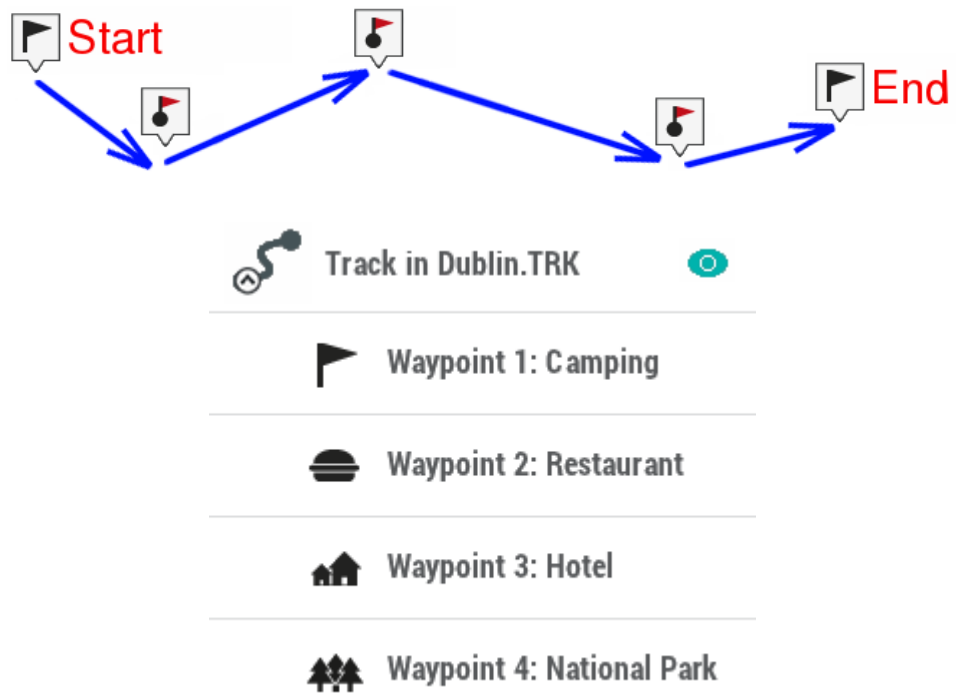 Start
End
Track in Dublin.TRK
Waypoint 1: Camping
Waypoint 2: Restaurant
Waypoint 3: Hotel
Waypoint 4: National Park